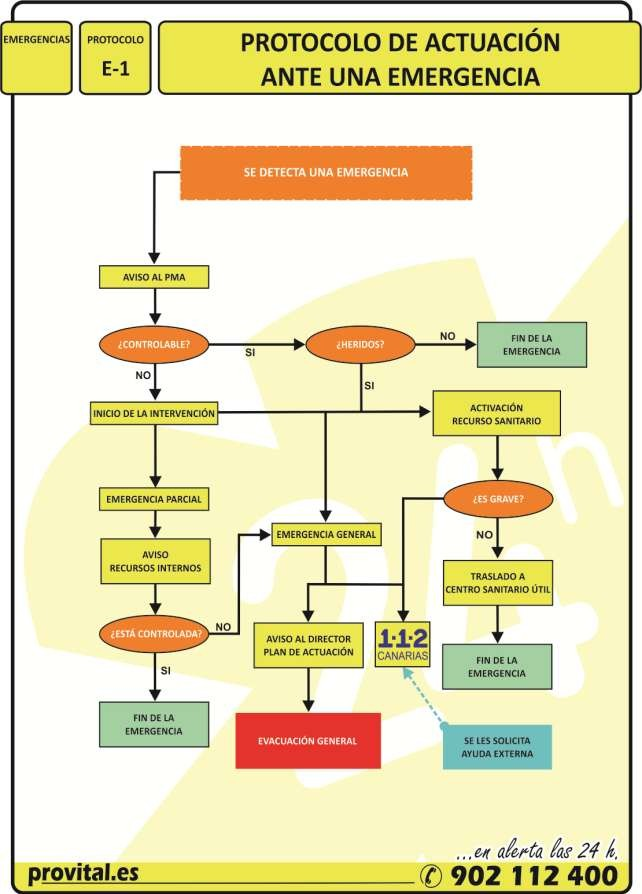 EMERGENCIAS
PROTOCOLO
E-1
PROTOCOLO DE ACTUACIÓN
ANTE UNA EMERGENCIA
SE DETECTA UNA EMERGENCIA
AVISO AL PMA
¿CONTROLABLE?
SI
¿HERIDOS?
NO
FIN DE LA
EMERGENCIA
NO
SI
INICIO DE LA INTERVENCIÓN
ACTIVACIÓN
RECURSO SANITARIO
EMERGENCIA PARCIAL
¿ES GRAVE?
EMERGENCIA GENERAL
NO
AVISO
RECURSOS INTERNOS
TRASLADO A
CENTRO SANITARIO ÚTIL
¿ESTÁ CONTROLADA?
NO
AVISO AL DIRECTOR
PLAN DE ACTUACIÓN
1·1·2
CANARIAS
FIN DE LA
EMERGENCIA
SI
FIN DE LA
EMERGENCIA
EVACUACIÓN GENERAL
SE LES SOLICITA
AYUDA EXTERNA
24h
...en alerta las 24 h.
provital.es
902 112 400